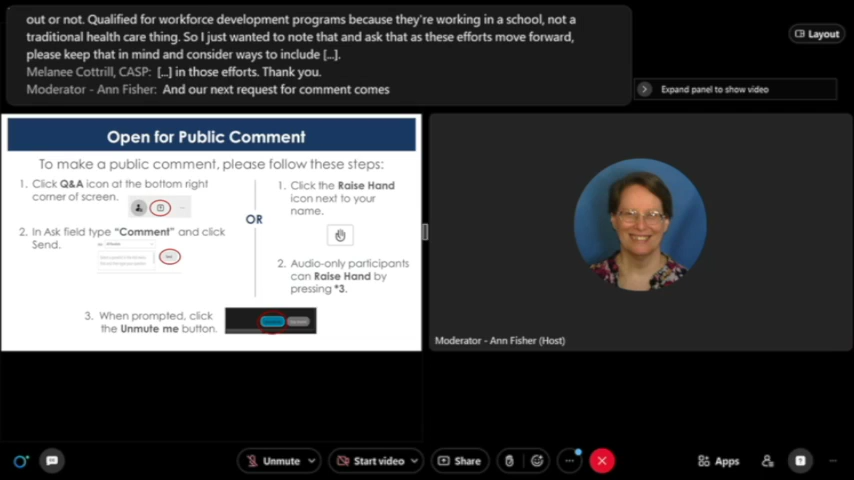 out or not. Qualified for workforce development programs because they're working in a school, not a
traditional health care thing. So I just wanted to note that and ask that as these efforts move forward,
please keep that in mind and consider ways to include [...].
Melanee Cottrill, CASP: [...] in those efforts. Thank you.
Moderator - Ann Fisher: And our next request for comment comes
Layout
Expand panel to show video
Open for Public Comment
To make a public comment, please follow these steps:
1. Click Q&A icon at the bottom right
corner of screen.
2. In Ask field type “Comment” and click
Send.
OR
1. Click the Raise Hand
icon next to your
name.
2. Audio-only participants
can Raise Hand by
pressing *3.
3. When prompted, click
the Unmute me button.
Moderator - Ann Fisher (Host)
Unmute
Start video
Share
Apps